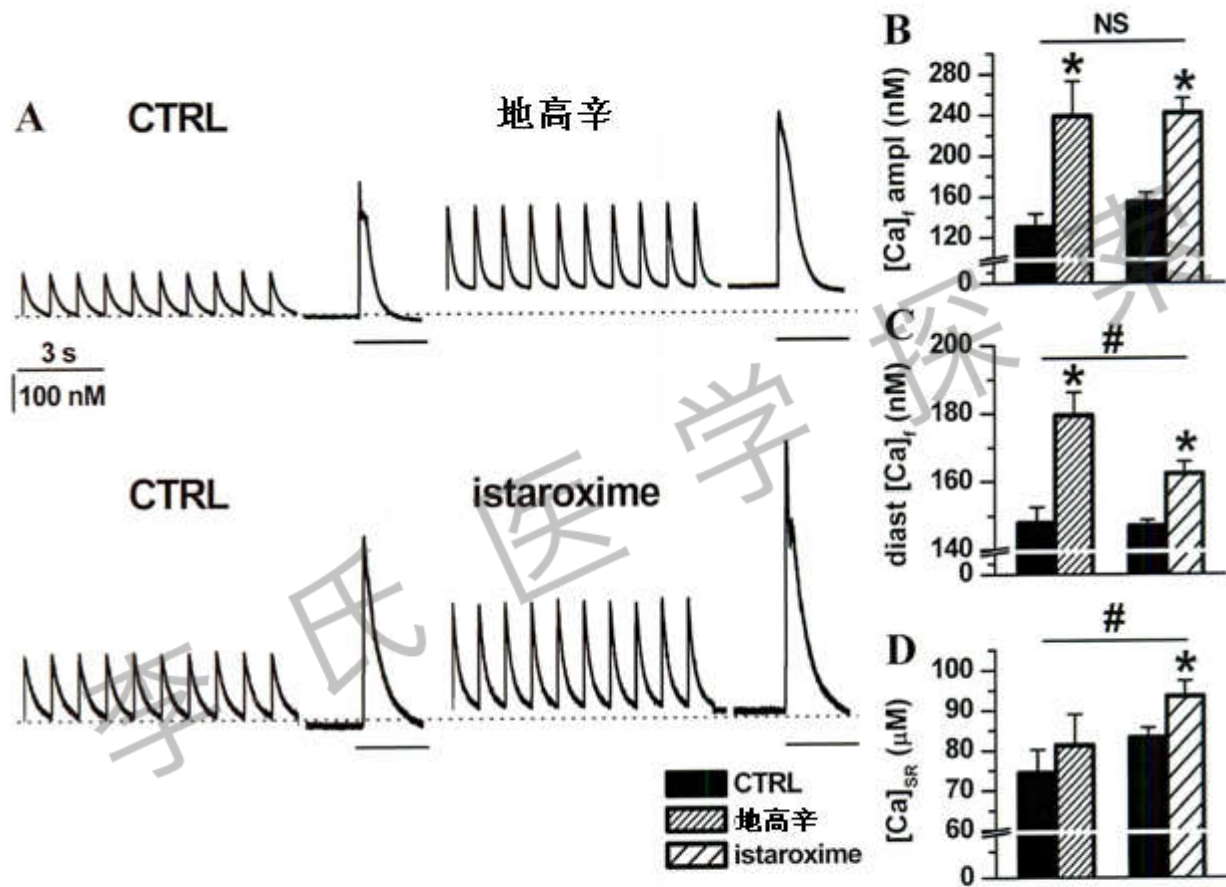 A
CTRL
地高辛
3 s
100 nM
CTRL
istaroxime
CTRL
地高辛
istaroxime
B
NS
* *
[Ca]f ampl (nM)
280
240
200
160
120
0
C
#
* *
diast [Ca]f (nM)
200
180
160
140
0
D
#
*
[Ca]SR (µM)
100
90
80
70
60
0
李氏医学探索